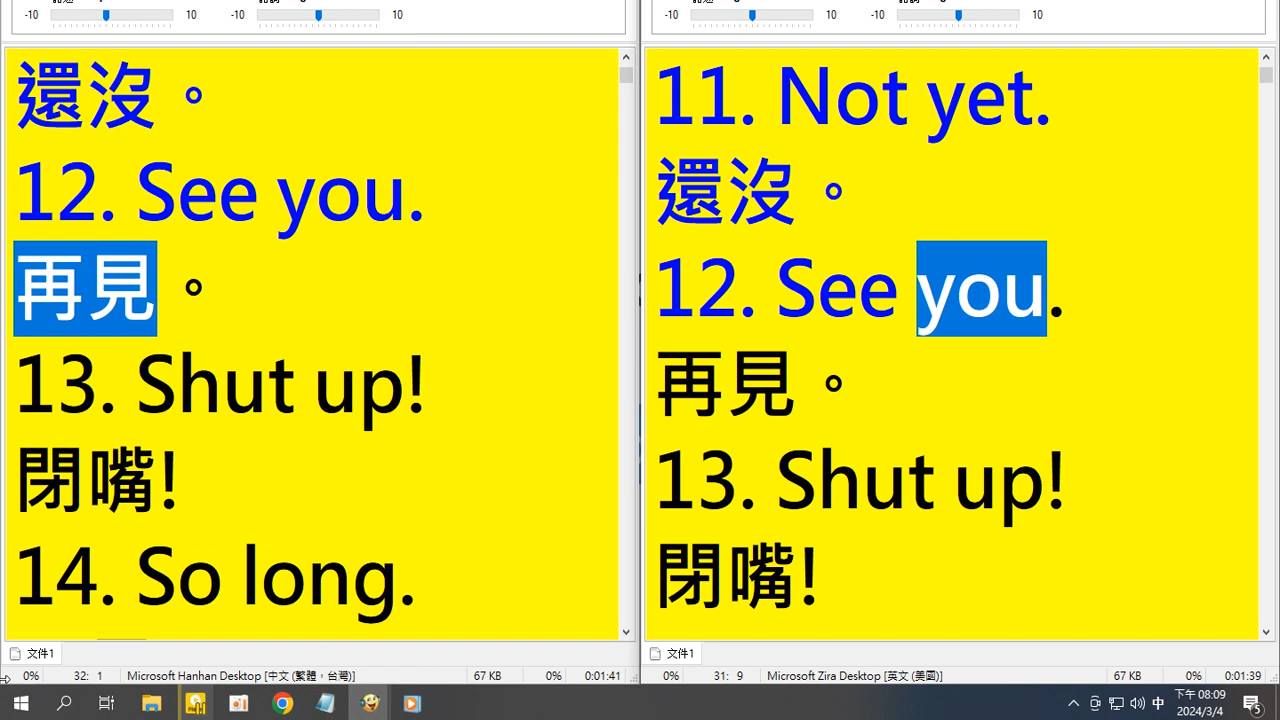 -10 10 -10 10
還沒。
12. See you.
再見。
13. Shut up!
閉嘴!
14. So long.
文件1
0% 32: 1 Microsoft Hanhan Desktop [中文 (繁體，台灣)] 67 KB 0% 0:01:41
-10 10 -10 10
11. Not yet.
還沒。
12. See you.
再見。
13. Shut up!
閉嘴!
文件1
0% 31: 9 Microsoft Zira Desktop [英文 (美國)] 67 KB 0% 0:01:39
中
下午 08:09
2024/3/4
5